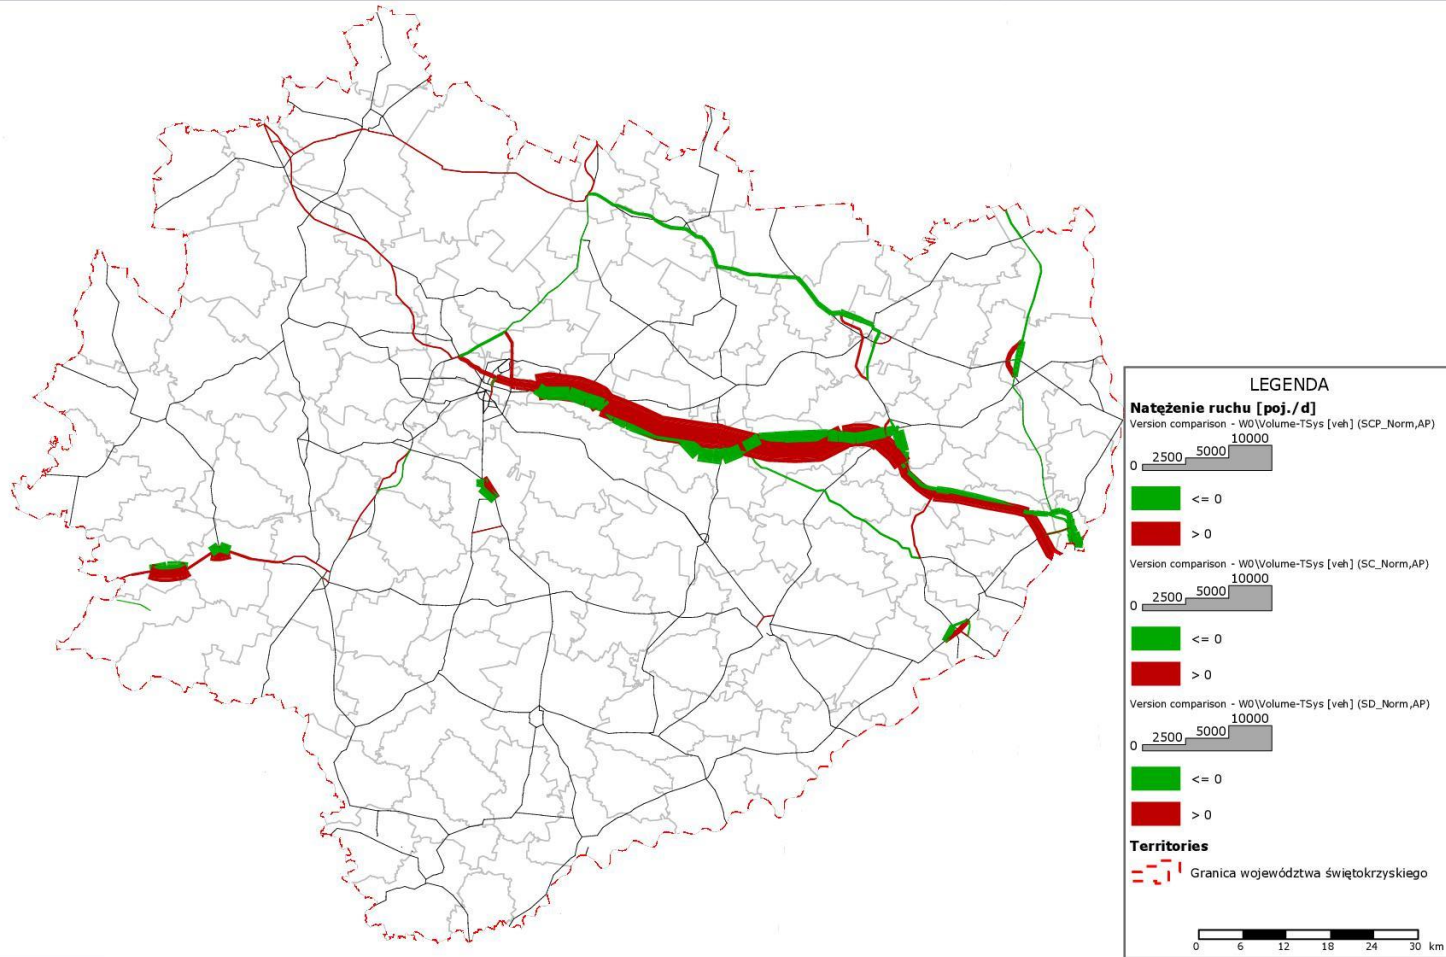 LEGENDA
Natężenie ruchu [poj./d]
Version comparison - W0\Volume-TSys [veh] (SCP_Norm,AP)
0 2500 5000 10000
<= 0
> 0
Version comparison - W0\Volume-TSys [veh] (SC_Norm,AP)
0 2500 5000 10000
<= 0
> 0
Version comparison - W0\Volume-TSys [veh] (SD_Norm,AP)
0 2500 5000 10000
<= 0
> 0
Territories
Granica województwa świętokrzyskiego
0 6 12 18 24 30 km